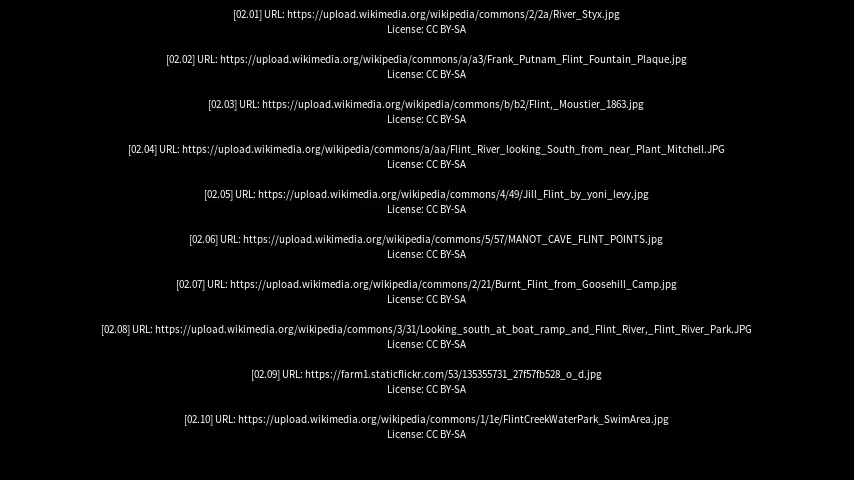 [02.01] URL: https://upload.wikimedia.org/wikipedia/commons/2/2a/River_Styx.jpg
License: CC BY-SA
[02.02] URL: https://upload.wikimedia.org/wikipedia/commons/a/a3/Frank_Putnam_Flint_Fountain_Plaque.jpg
License: CC BY-SA
[02.03] URL: https://upload.wikimedia.org/wikipedia/commons/b/b2/Flint,_Moustier_1863.jpg
License: CC BY-SA
[02.04] URL: https://upload.wikimedia.org/wikipedia/commons/a/aa/Flint_River_looking_South_from_near_Plant_Mitchell.JPG
License: CC BY-SA
[02.05] URL: https://upload.wikimedia.org/wikipedia/commons/4/49/Jill_Flint_by_yoni_levy.jpg
License: CC BY-SA
[02.06] URL: https://upload.wikimedia.org/wikipedia/commons/5/57/MANOT_CAVE_FLINT_POINTS.jpg
License: CC BY-SA
[02.07] URL: https://upload.wikimedia.org/wikipedia/commons/2/21/Burnt_Flint_from_Goosehill_Camp.jpg
License: CC BY-SA
[02.08] URL: https://upload.wikimedia.org/wikipedia/commons/3/31/Looking_south_at_boat_ramp_and_Flint_River,_Flint_River_Park.JPG
License: CC BY-SA
[02.09] URL: https://farm1.staticflickr.com/53/135355731_27f57fb528_o_d.jpg
License: CC BY-SA
[02.10] URL: https://upload.wikimedia.org/wikipedia/commons/1/1e/FlintCreekWaterPark_SwimArea.jpg
License: CC BY-SA